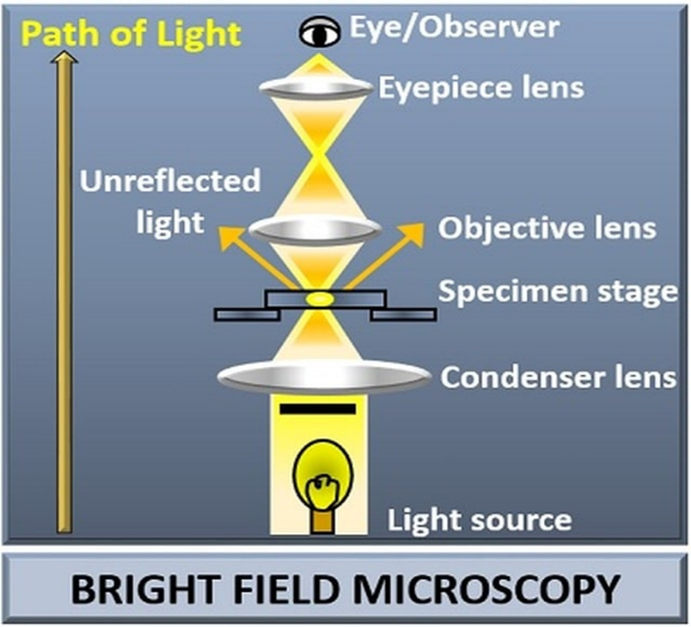 Path of Light
Eye/Observer
Eyepiece lens
Unreflected
light
Objective lens
Specimen stage
Condenser lens
Light source
BRIGHT FIELD MICROSCOPY